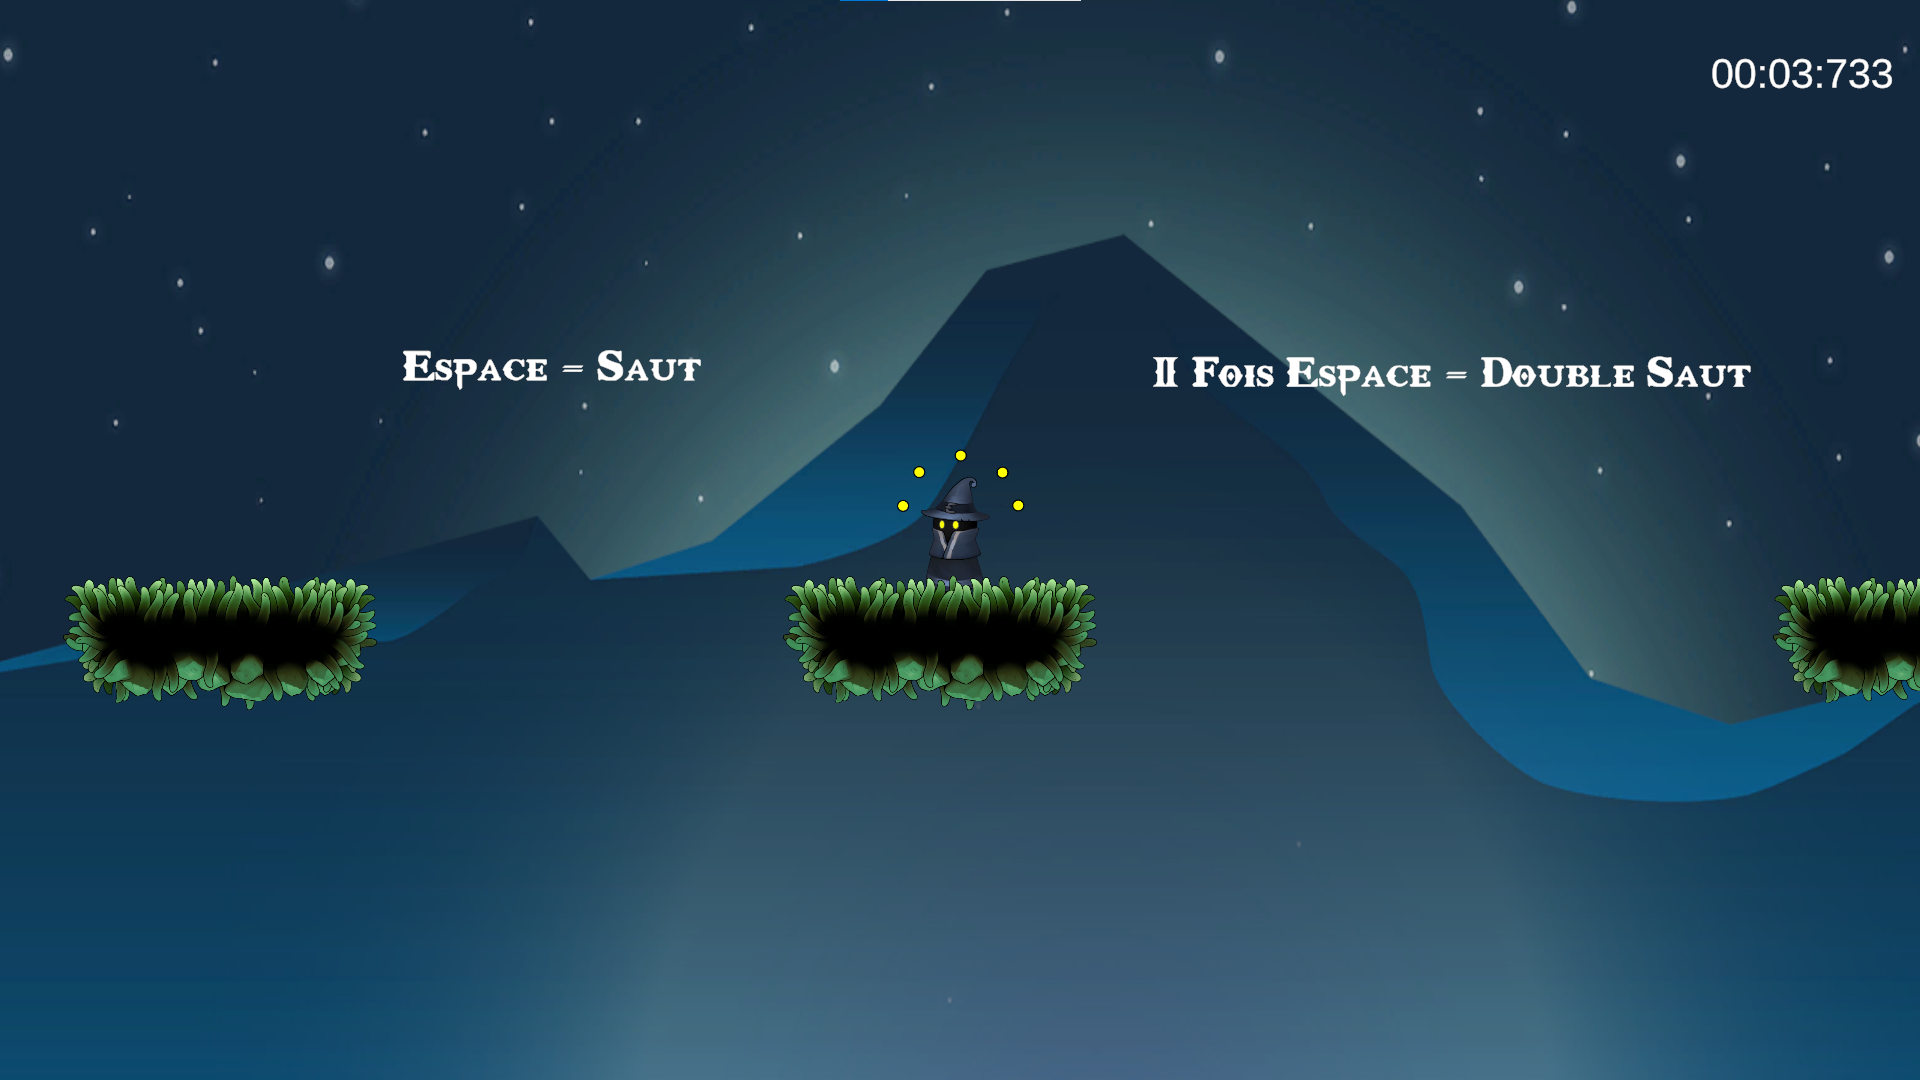 00:03:733
Espace = Saut
II Fois Espace = Double Saut